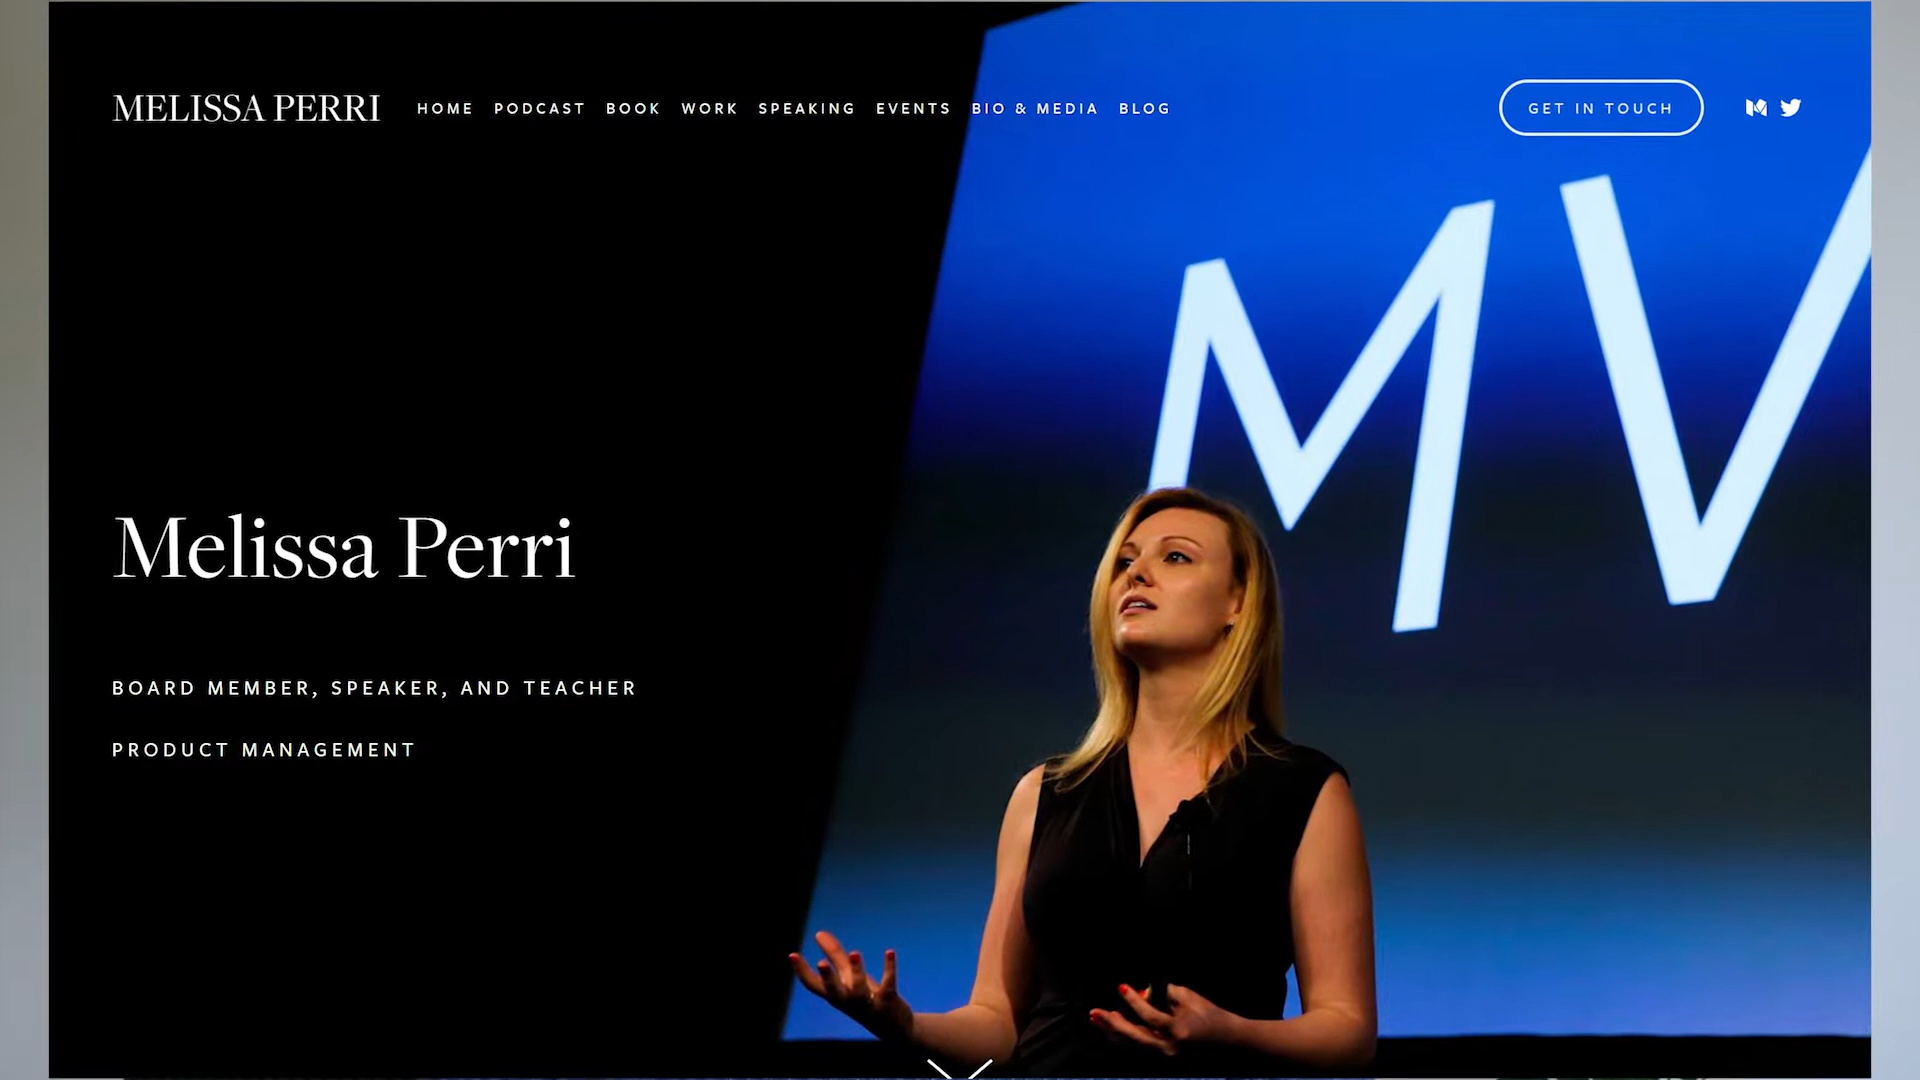 MELISSA PERRI HOME PODCAST BOOK WORK SPEAKING EVENTS BIO & MEDIA BLOG GET IN TOUCH
MV
Melissa Perri
BOARD MEMBER, SPEAKER, AND TEACHER
PRODUCT MANAGEMENT